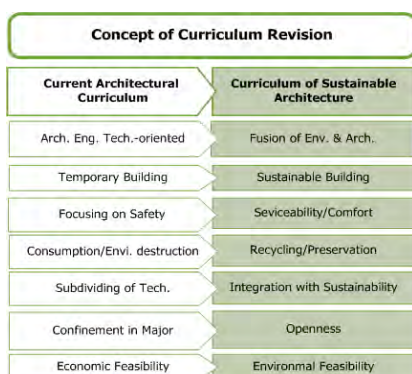 Concept of Curriculum Revision
Current Architectural
Curriculum
Curriculum of Sustainable
Architecture
Arch. Eng. Tech.-oriented
Fusion of Env. & Arch.
Temporary Building
Sustainable Building
Focusing on Safety
Seviceability/Comfort
Consumption/Envi. destruction
Recycling/Preservation
Subdividing of Tech.
Integration with Sustainability
Confinement in Major
Openness
Economic Feasibility
Environmal Feasibility